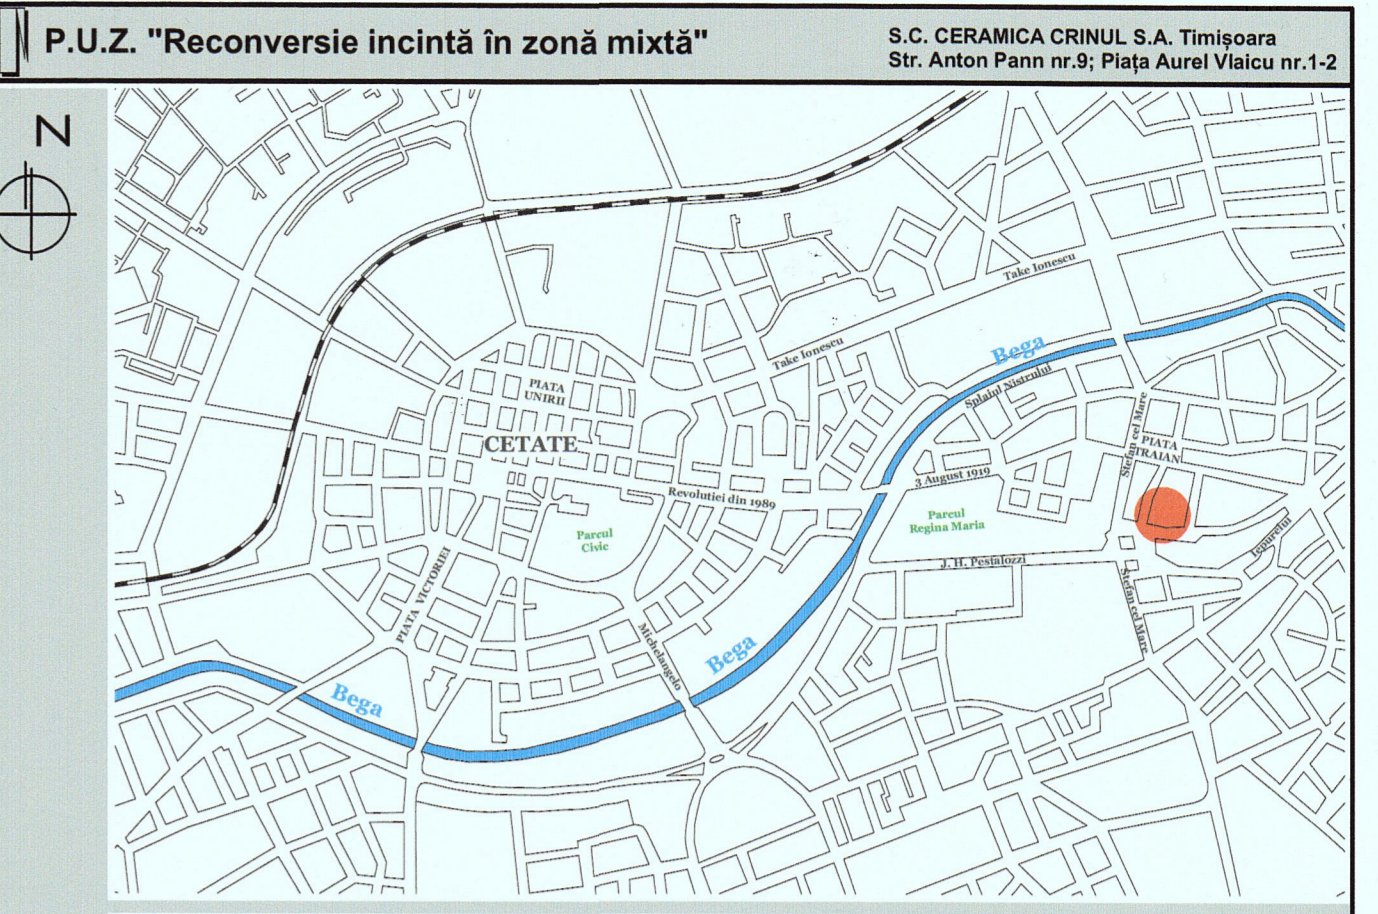 P.U.Z. "Reconversie incintă în zonă mixtă"
S.C. CERAMICA CRINUL S.A. Timișoara
Str. Anton Pann nr.9; Piața Aurel Vlaicu nr.1-2
N
Take Ionescu
Take Ionescu
Bega
Splaiul Nistrului
PIATA
UNIRII
CETATE
Stefan cel Mare
PIATA
TRAIAN
3 August 1919
Revolutiei din 1989
Parcul
Regina Maria
Parcul
Civic
Iepurelui
J. H. Pestalozzi
PIATA VICTORIEI
Stefan cel Mare
Michelangelo
Bega
Bega